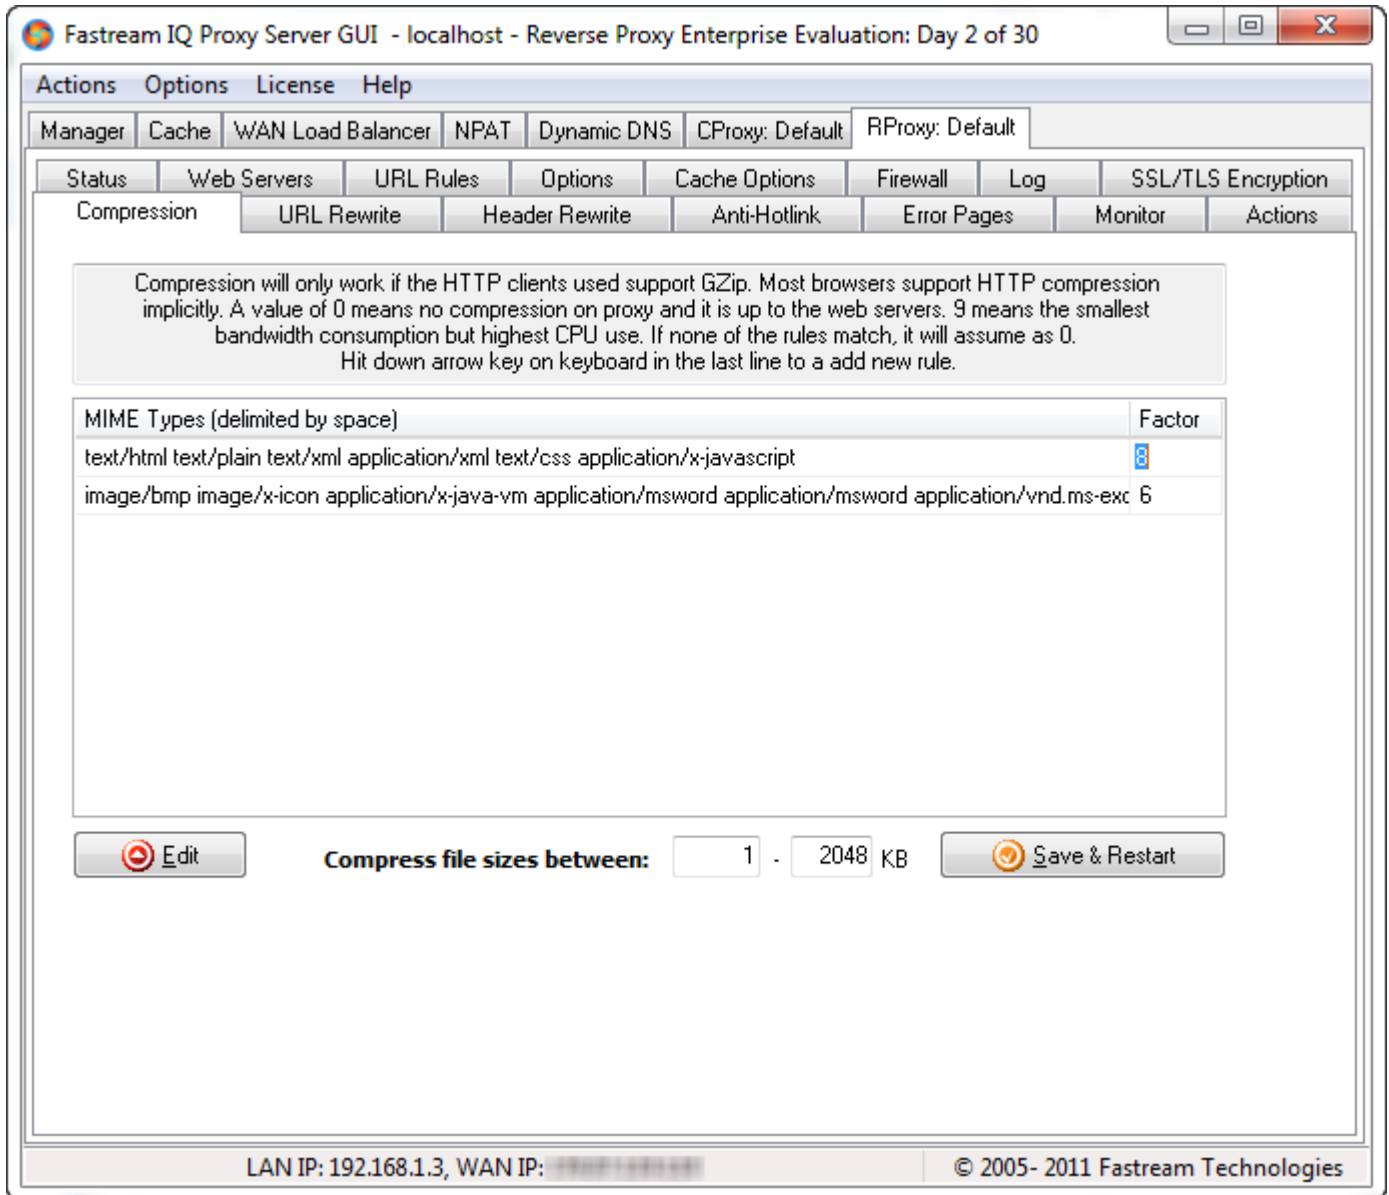 Fastream IQ Proxy Server GUI - localhost - Reverse Proxy Enterprise Evaluation: Day 2 of 30
Actions Options License Help
Manager Cache WAN Load Balancer NPAT Dynamic DNS CProxy: Default RProxy: Default
Status Web Servers URL Rules Options Cache Options Firewall Log SSL/TLS Encryption
Compression URL Rewrite Header Rewrite Anti-Hotlink Error Pages Monitor Actions
Compression will only work if the HTTP clients used support GZip. Most browsers support HTTP compression
implicitly. A value of 0 means no compression on proxy and it is up to the web servers. 9 means the smallest
bandwidth consumption but highest CPU use. If none of the rules match, it will assume as 0.
Hit down arrow key on keyboard in the last line to a add new rule.
MIME Types (delimited by space) Factor
text/html text/plain text/xml application/xml text/css application/x-javascript 8
image/bmp image/x-icon application/x-java-vm application/msword application/msword application/vnd.ms-exc 6
Edit Compress file sizes between: 1 - 2048 KB Save & Restart
LAN IP: 192.168.1.3, WAN IP: © 2005- 2011 Fastream Technologies